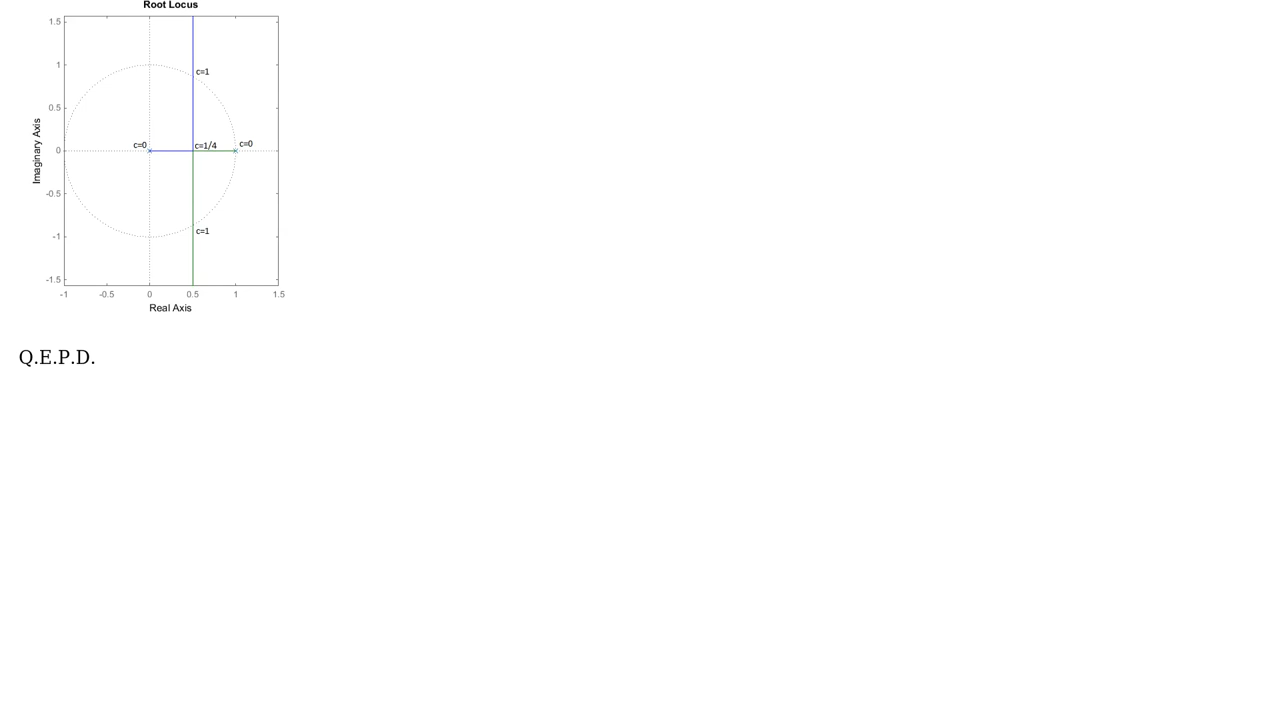 Root Locus
1.5
1
c=1
0.5
Imaginary Axis
c=0 c=1/4 c=0
0
-0.5
c=1
-1
-1.5
-1 -0.5 0 0.5 1 1.5
Real Axis
Q.E.P.D.